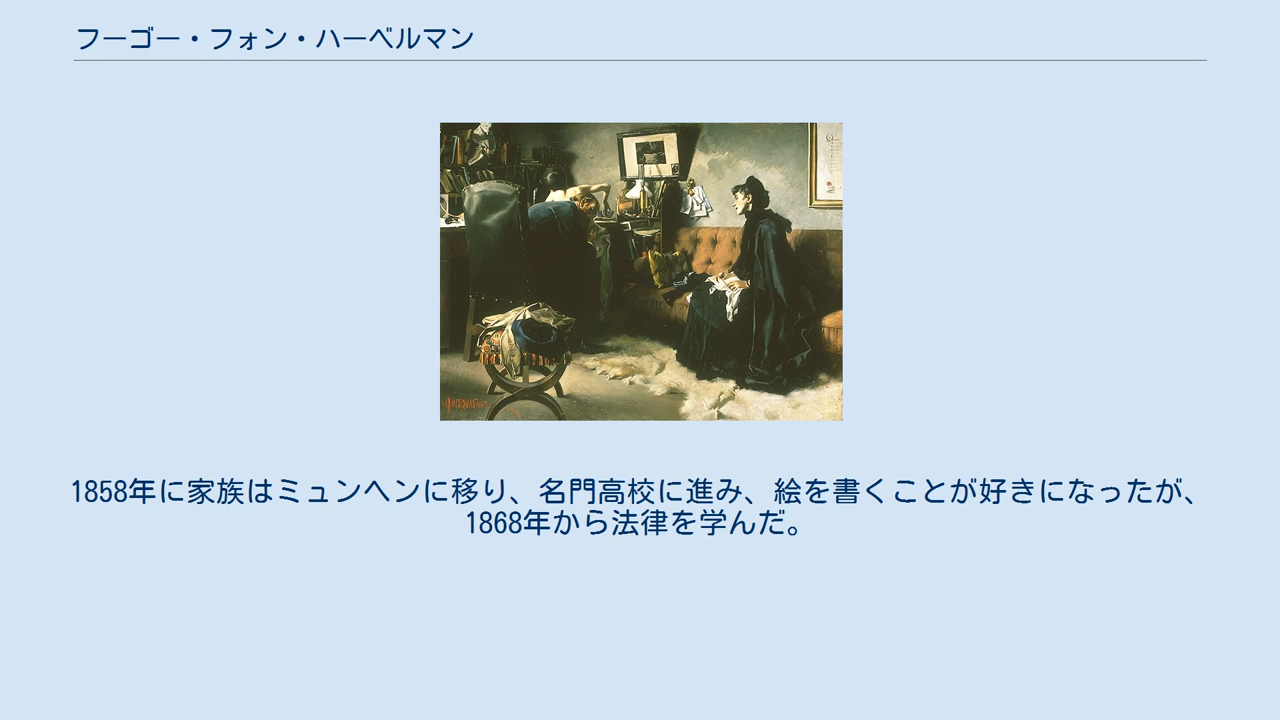 フーゴー・フォン・ハーベルマン
1858年に家族はミュンヘンに移り、名門高校に進み、絵を書くことが好きになったが、
1868年から法律を学んだ。